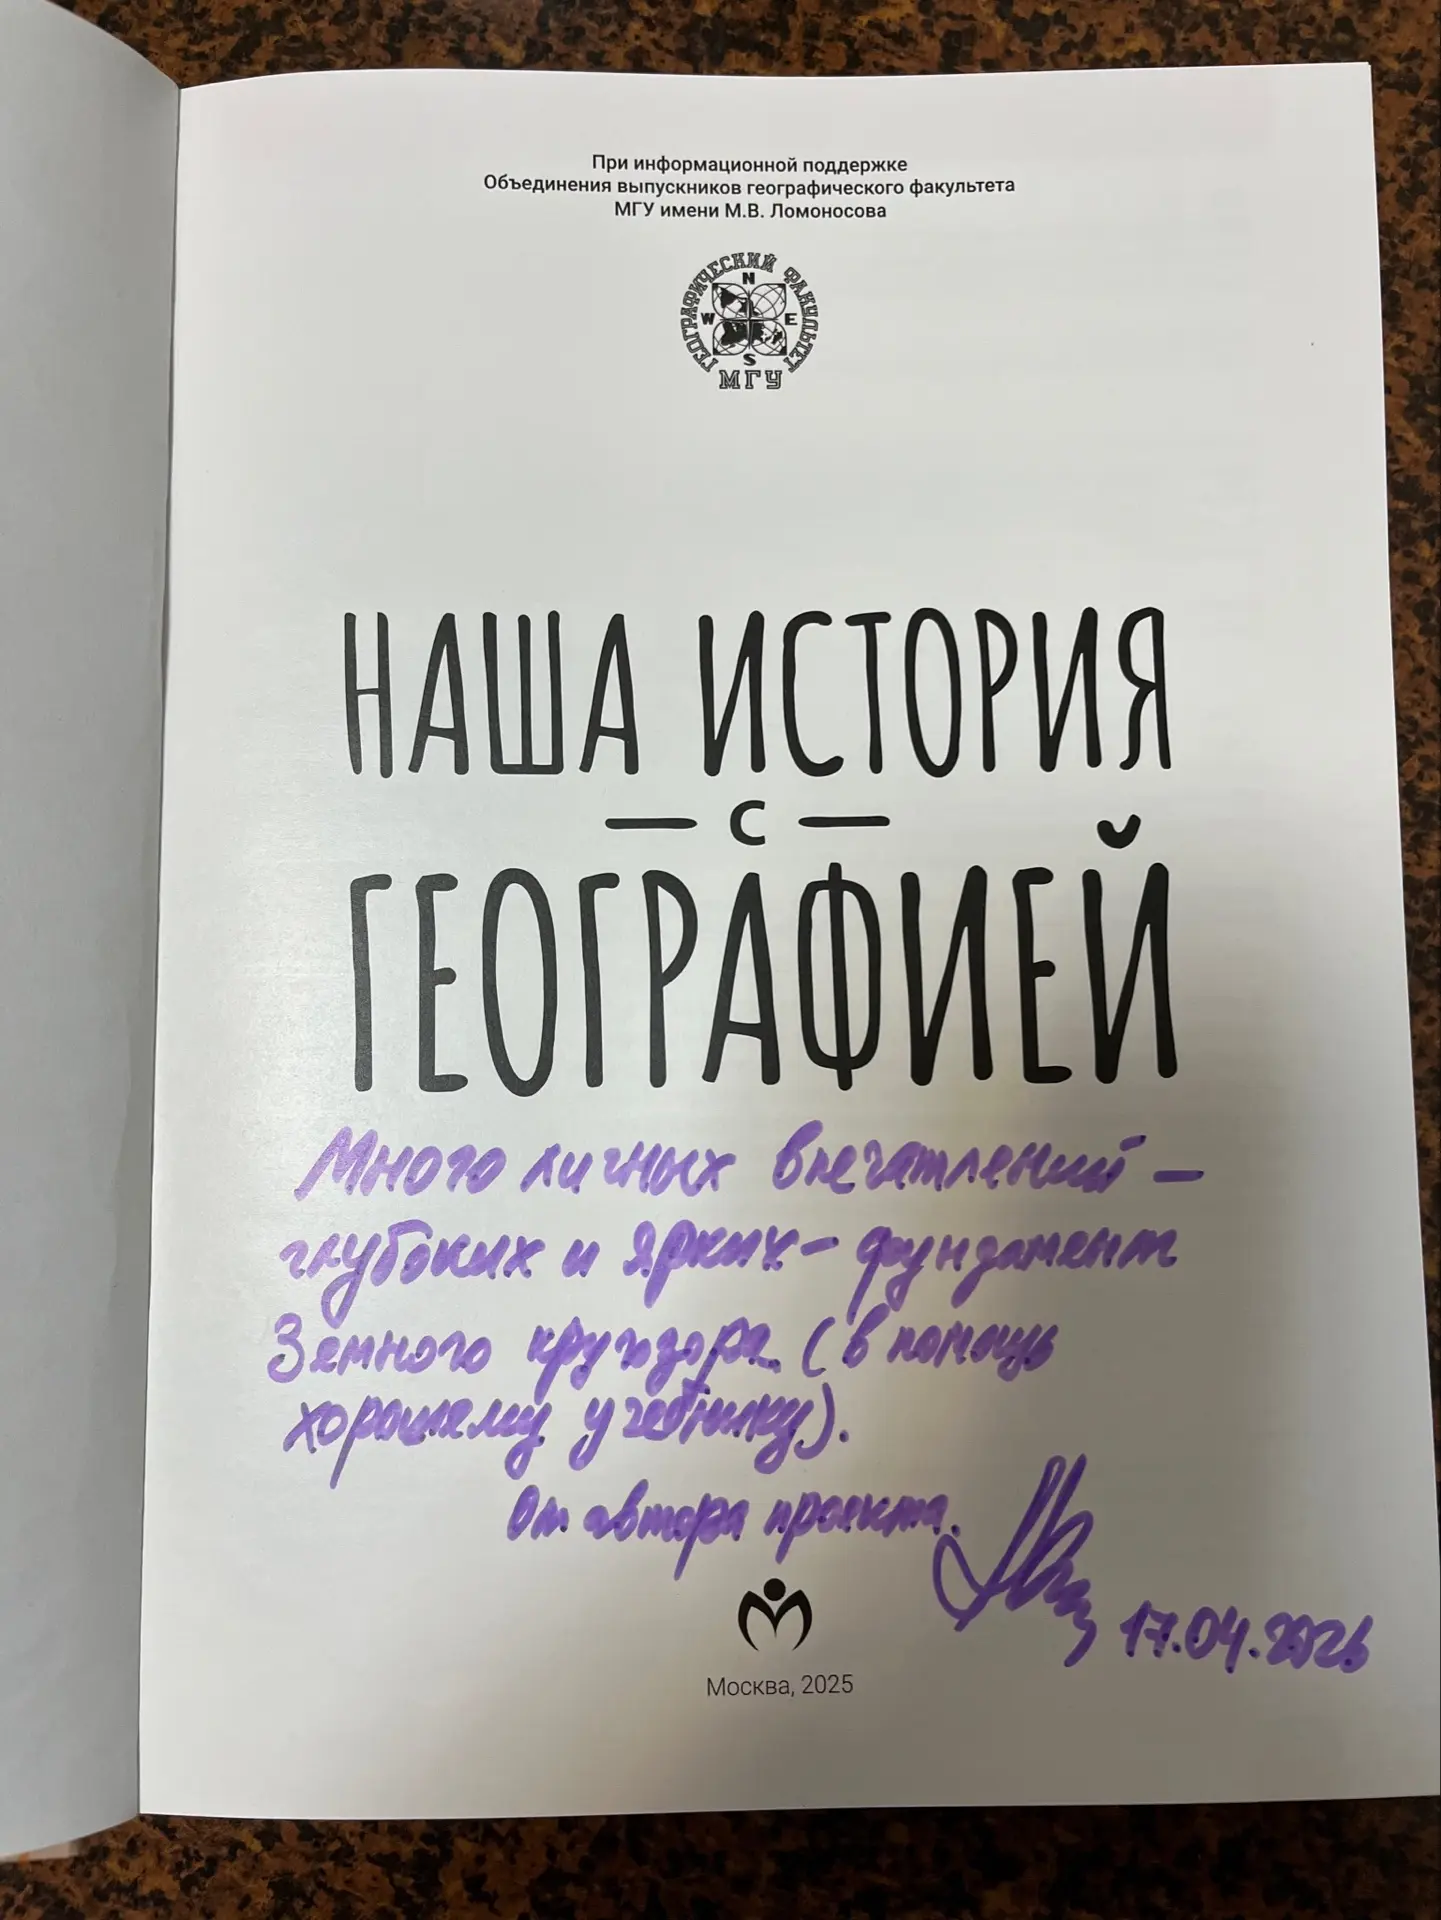 При информационной поддержке
Объединения выпускников географического факультета
МГУ имени М.В. Ломоносова
ГЕОГРАФИЧЕСКИЙ ФАКУЛЬТЕТ
N
W E
S
МГУ
НАША ИСТОРИЯ
— С —
ГЕОГРАФИЕЙ
Много личных впечатлений –
глубоких и ярких – фундамент
Земного кругозора (в помощь
хорошему учебнику).
От автора проекта.
17.04.2026
Москва, 2025